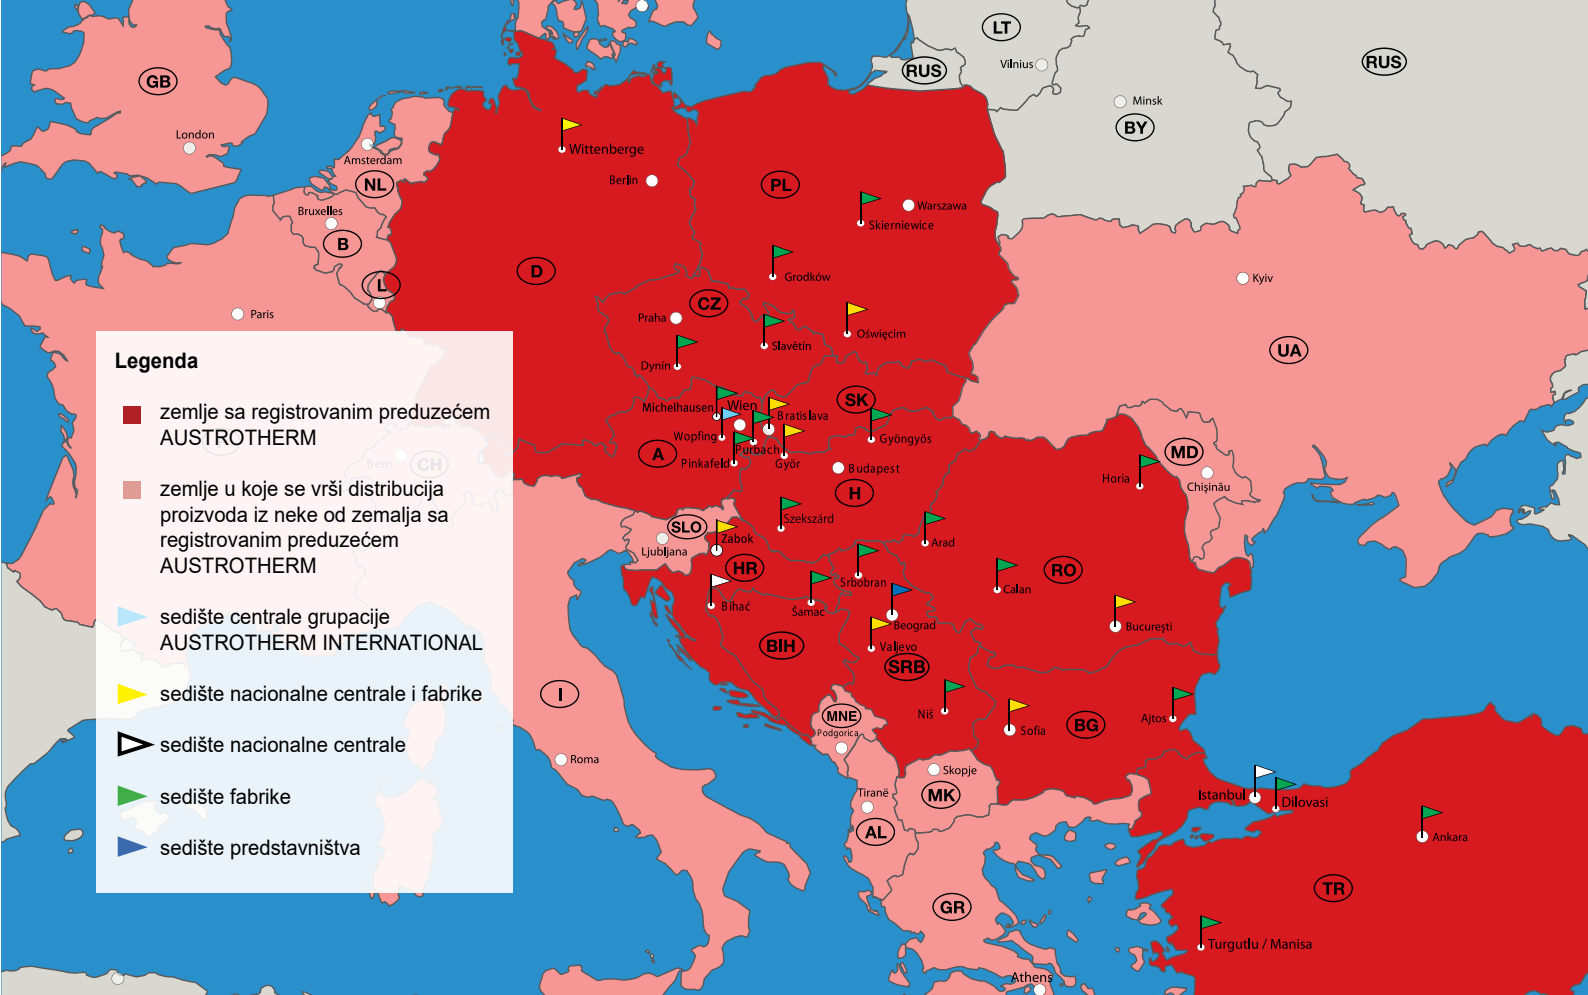 LT
RUS
Vilnius
RUS
GB
Minsk
BY
London
Wittenberge
Amsterdam
NL
Berlin
PL
Warszawa
Bruxelles
Skierniewice
B
D
Grodków
Kyiv
L
CZ
Paris
Praha
Oświęcim
Slavětín
UA
Dynín
Legenda
zemlje sa registrovanim preduzećem
AUSTROTHERM
zemlje u koje se vrši distribucija
proizvoda iz neke od zemalja sa
registrovanim preduzećem
AUSTROTHERM
sedište centrale grupacije
AUSTROTHERM INTERNATIONAL
sedište nacionalne centrale i fabrike
sedište nacionalne centrale
sedište fabrike
sedište predstavništva
Bern
CH
SK
Michelhausen
Wien
Bratislava
Wopfing
Gyöngyös
Purbach
A
Pinkafeld
Györ
Budapest
H
MD
Horia
Chişinău
Szekszárd
SLO
Zabok
Ljubljana
Arad
HR
RO
Srbobran
Calan
Bihać
Šamac
Beograd
Bucureşti
BIH
Valjevo
SRB
I
MNE
Niš
Podgorica
Sofia
BG
Ajtos
Roma
Skopje
Tiranë
MK
Istanbul
Dilovasi
AL
Ankara
TR
GR
Turgutlu / Manisa
Athens